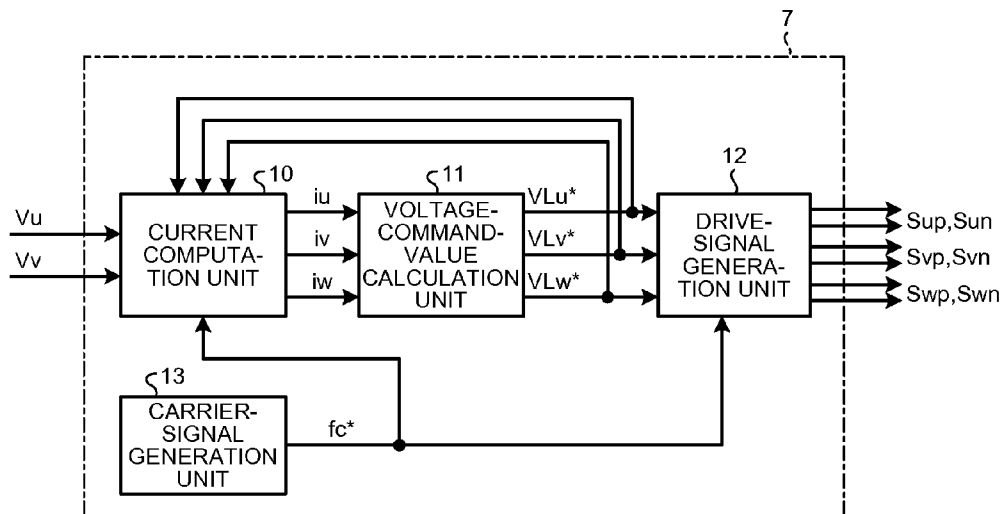 7
10
11
12
Vu
Vv
CURRENT
COMPUTA-
TION UNIT
iu
iv
iw
VOLTAGE-
COMMAND-
VALUE
CALCULATION
UNIT
VLu*
VLv*
VLw*
DRIVE-
SIGNAL
GENERA-
TION UNIT
Sup,Sun
Svp,Svn
Swp,Swn
13
CARRIER-
SIGNAL
GENERATION
UNIT
fc*